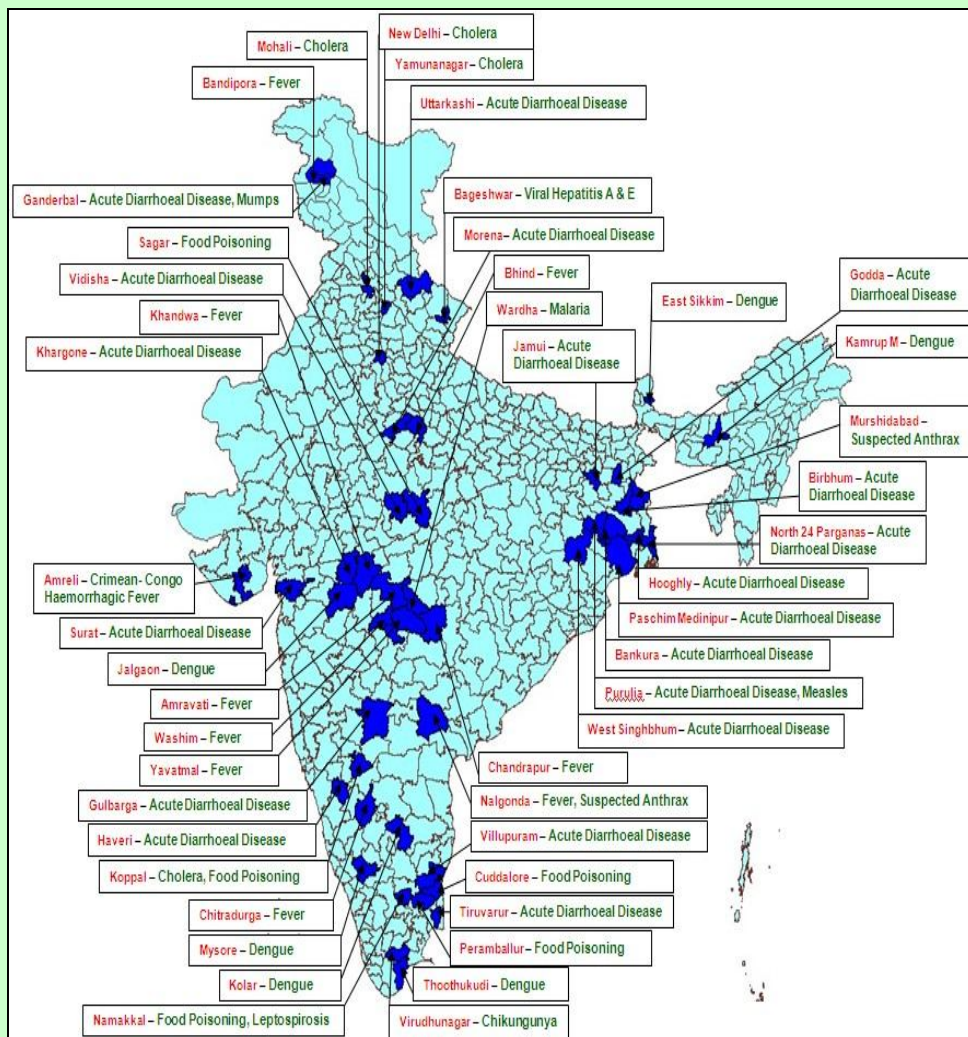 New Delhi – Cholera
Mohali – Cholera
Yamunanagar – Cholera
Bandipora – Fever
Uttarkashi – Acute Diarrhoeal Disease
Ganderbal – Acute Diarrhoeal Disease, Mumps
Bageshwar – Viral Hepatitis A & E
Sagar – Food Poisoning
Morena – Acute Diarrhoeal Disease
Vidisha – Acute Diarrhoeal Disease
Bhind – Fever
Godda – Acute
Diarrhoeal Disease
Khandwa – Fever
Wardha – Malaria
East Sikkim – Dengue
Khargone – Acute Diarrhoeal Disease
Jamui – Acute
Diarrhoeal Disease
Kamrup M – Dengue
Murshidabad –
Suspected Anthrax
Birbhum – Acute
Diarrhoeal Disease
North 24 Parganas – Acute
Diarrhoeal Disease
Amreli – Crimean- Congo
Haemorrhagic Fever
Hooghly – Acute Diarrhoeal Disease
Paschim Medinipur – Acute Diarrhoeal Disease
Surat – Acute Diarrhoeal Disease
Bankura – Acute Diarrhoeal Disease
Jalgaon – Dengue
Purulia – Acute Diarrhoeal Disease, Measles
Amravati – Fever
West Singhbhum – Acute Diarrhoeal Disease
Washim – Fever
Yavatmal – Fever
Chandrapur – Fever
Gulbarga – Acute Diarrhoeal Disease
Nalgonda – Fever, Suspected Anthrax
Haveri – Acute Diarrhoeal Disease
Villupuram – Acute Diarrhoeal Disease
Koppal – Cholera, Food Poisoning
Cuddalore – Food Poisoning
Chitradurga – Fever
Tiruvarur – Acute Diarrhoeal Disease
Mysore – Dengue
Peramballur – Food Poisoning
Kolar – Dengue
Thoothukudi – Dengue
Namakkal – Food Poisoning, Leptospirosis
Virudhunagar – Chikungunya